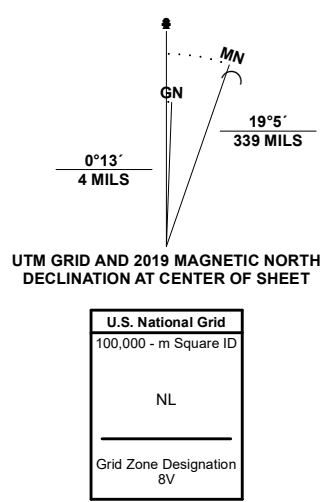 MN
GN
19°5´
339 MILS
0°13´
4 MILS
UTM GRID AND 2019 MAGNETIC NORTH
DECLINATION AT CENTER OF SHEET
U.S. National Grid
100,000 - m Square ID
NL
Grid Zone Designation
8V